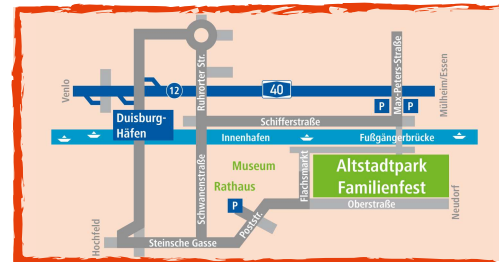 Ruhrorter Str.
Max-Peters-Straße
Venlo
12
40
Mülheim/Essen
P
P
Duisburg-
Häfen
Schifferstraße
Innenhafen
Fußgängerbrücke
Museum
Rathaus
Schwanenstraße
Flachsmarkt
Altstadtpark
Familienfest
P
Oberstraße
Neudorf
Poststr.
Hochfeld
Steinsche Gasse